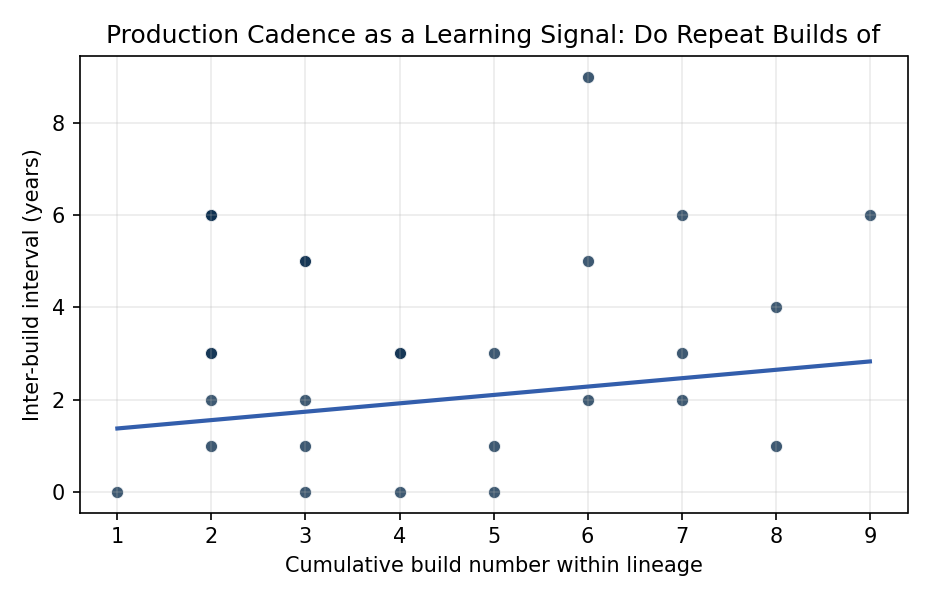 Production Cadence as a Learning Signal: Do Repeat Builds of
Inter-build interval (years)
8
6
4
2
0
1 2 3 4 5 6 7 8 9
Cumulative build number within lineage